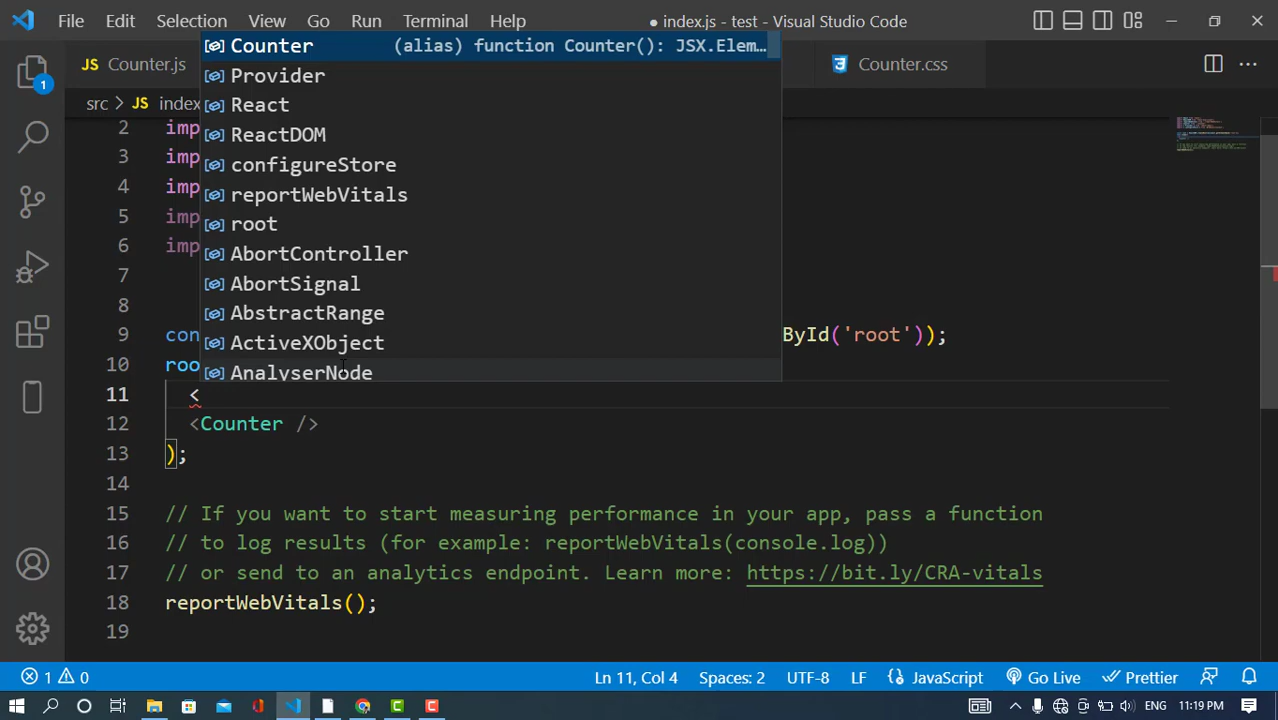 File Edit Selection View Go Run Terminal Help ● index.js - test - Visual Studio Code
JS Counter.js Counter.css
src > JS index
Counter (alias) function Counter(): JSX.Elem…
Provider
React
ReactDOM
configureStore
reportWebVitals
root
AbortController
AbortSignal
AbstractRange
ActiveXObject
AnalyserNode
2 imp
3 imp
4 imp
5 imp
6 imp
7
8
9 con ById('root'));
10 roo
11 <
12 <Counter />
13 );
14
15 // If you want to start measuring performance in your app, pass a function
16 // to log results (for example: reportWebVitals(console.log))
17 // or send to an analytics endpoint. Learn more: https://bit.ly/CRA-vitals
18 reportWebVitals();
19
1
1 0 Ln 11, Col 4 Spaces: 2 UTF-8 LF JavaScript Go Live Prettier
ENG 11:19 PM